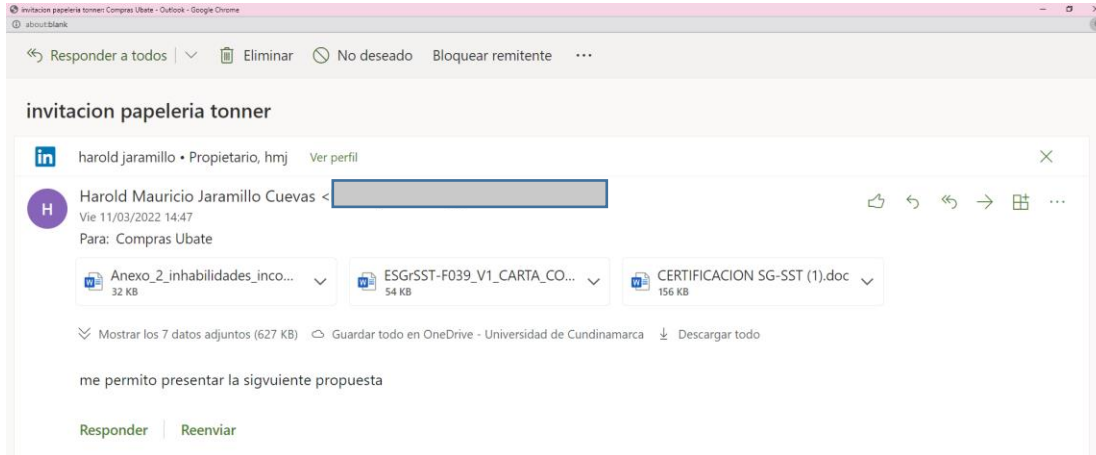 invitacion papeleria tonner: Compras Ubate - Outlook - Google Chrome
about:blank
Responder a todos Eliminar No deseado Bloquear remitente ...
invitacion papeleria tonner
in harold jaramillo • Propietario, hmj Ver perfil
H Harold Mauricio Jaramillo Cuevas <
Vie 11/03/2022 14:47
Para: Compras Ubate
Anexo_2_inhabilidades_inco... ESGrSST-F039_V1_CARTA_CO... CERTIFICACION SG-SST (1).doc
32 KB 54 KB 156 KB
Mostrar los 7 datos adjuntos (627 KB) Guardar todo en OneDrive - Universidad de Cundinamarca Descargar todo
me permito presentar la sigvuiente propuesta
Responder Reenviar